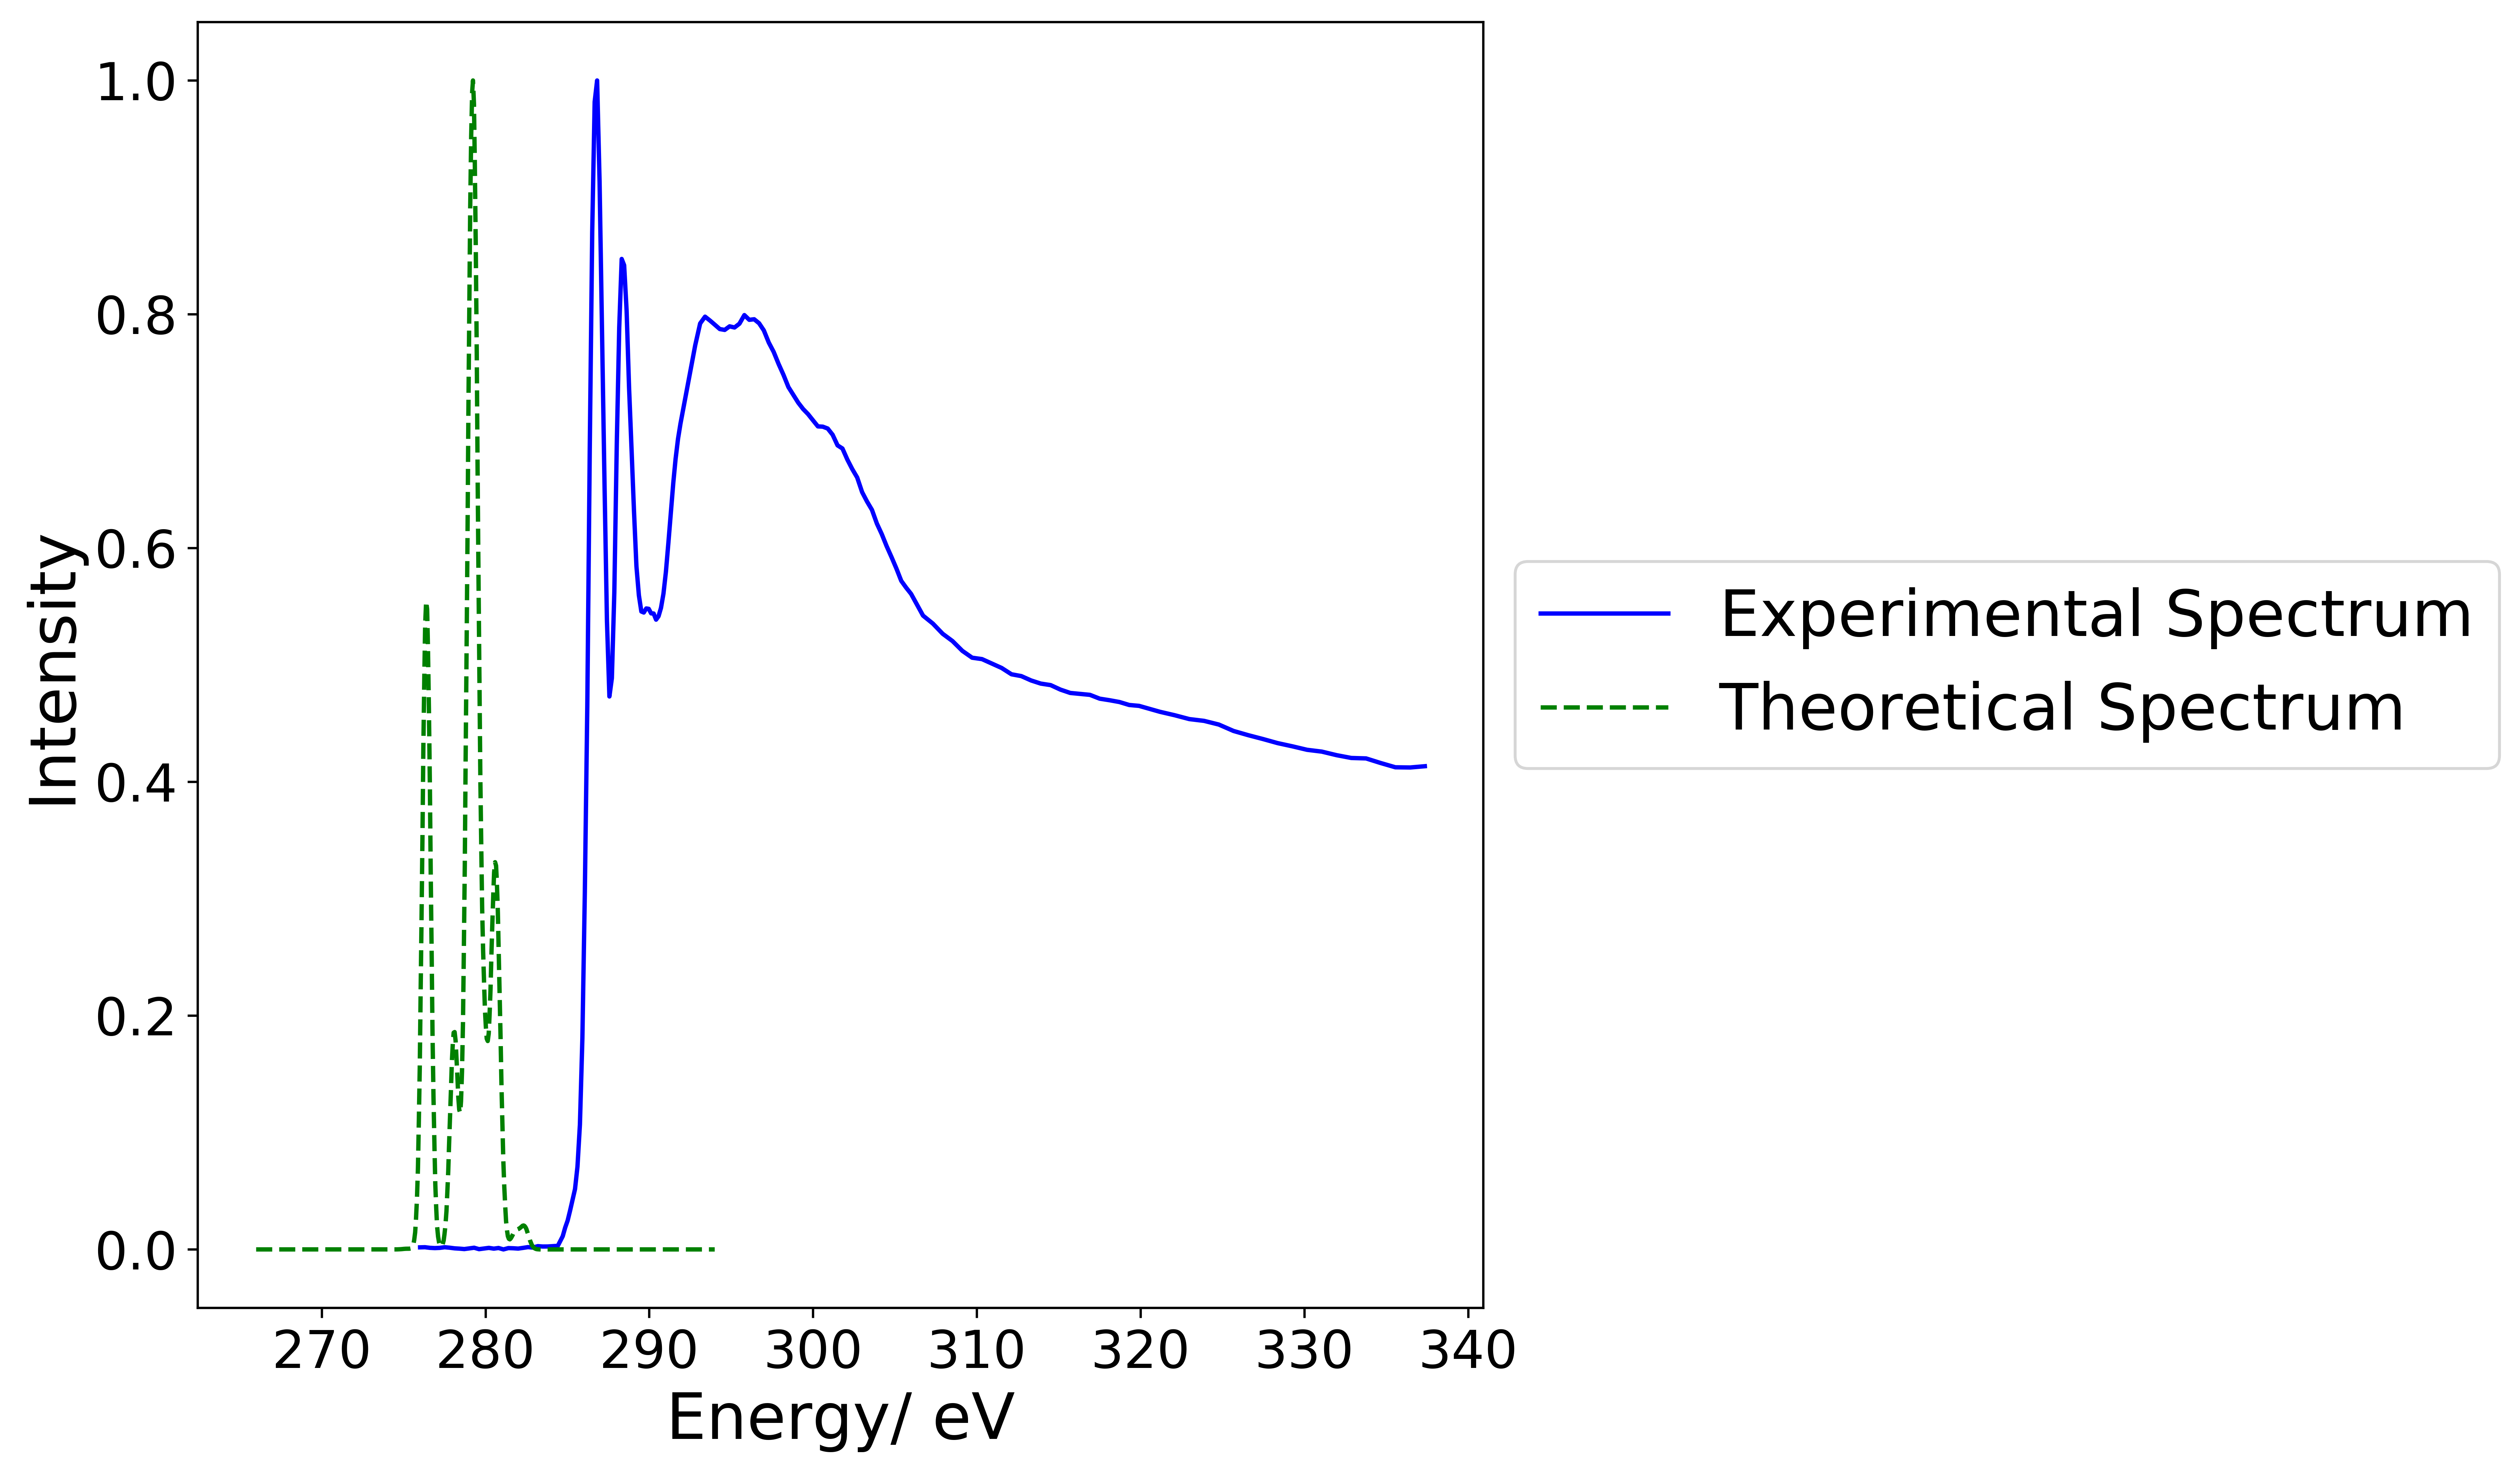 1.0
0.8
0.6
0.4
0.2
0.0
Intensity
270 280 290 300 310 320 330 340
Energy/ eV
Experimental Spectrum
Theoretical Spectrum